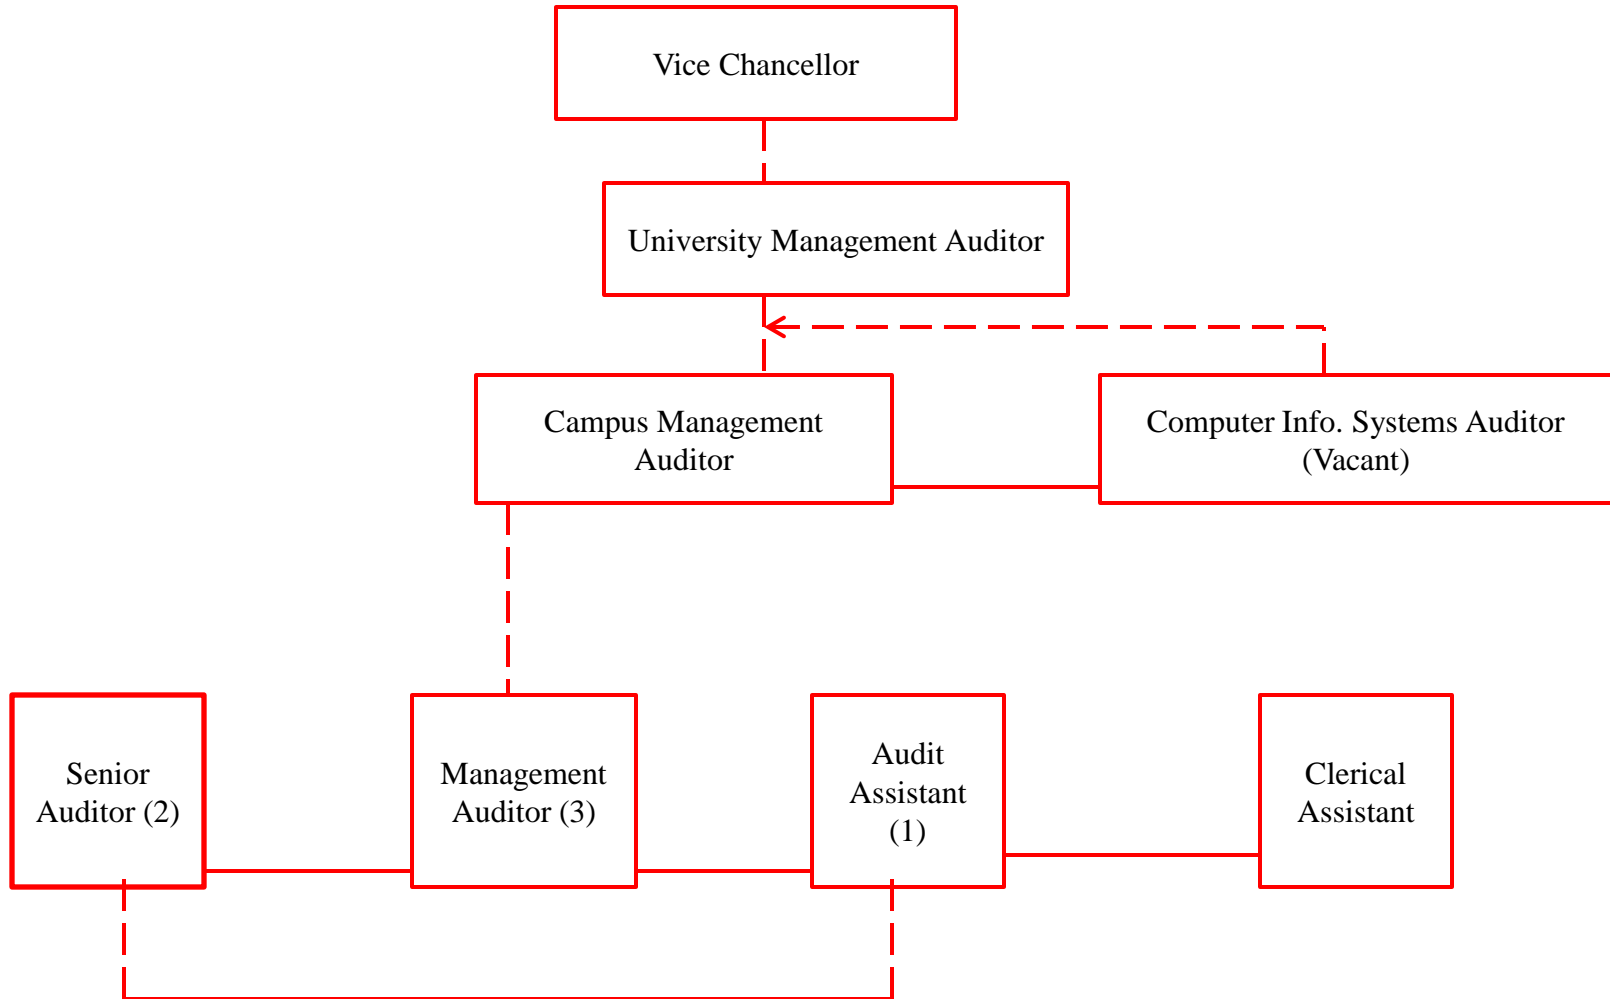 Vice Chancellor
University Management Auditor
Campus Management
Auditor
Computer Info. Systems Auditor
(Vacant)
Senior
Auditor (2)
Management
Auditor (3)
Audit
Assistant
(1)
Clerical
Assistant